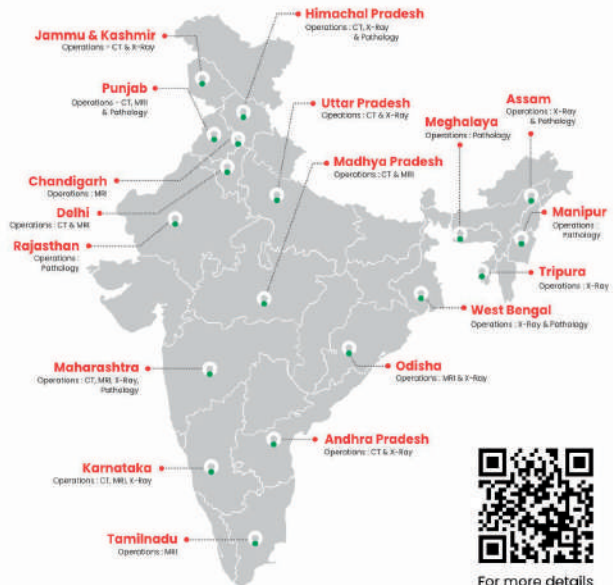 Himachal Pradesh
Operations : CT, X-Ray
& Pathology
Jammu & Kashmir
Operations - CT & X-Ray
Punjab
Operations - CT, MRI
& Pathology
Uttar Pradesh
Operations : CT & X-Ray
Assam
Operations : X-Ray
& Pathology
Meghalaya
Operations : Pathology
Madhya Pradesh
Operations : CT & MRI
Chandigarh
Operations : MRI
Delhi
Operations : CT & MRI
Rajasthan
Operations :
Pathology
Manipur
Operations :
Pathology
Tripura
Operations : X-Ray
West Bengal
Operations : X-Ray & Pathology
Maharashtra
Operations : CT, MRI, X-Ray,
Pathology
Odisha
Operations : MRI & X-Ray
Andhra Pradesh
Operations : CT & X-Ray
Karnataka
Operations : CT, MRI, X-Ray
Tamilnadu
Operations : MRI
For more details